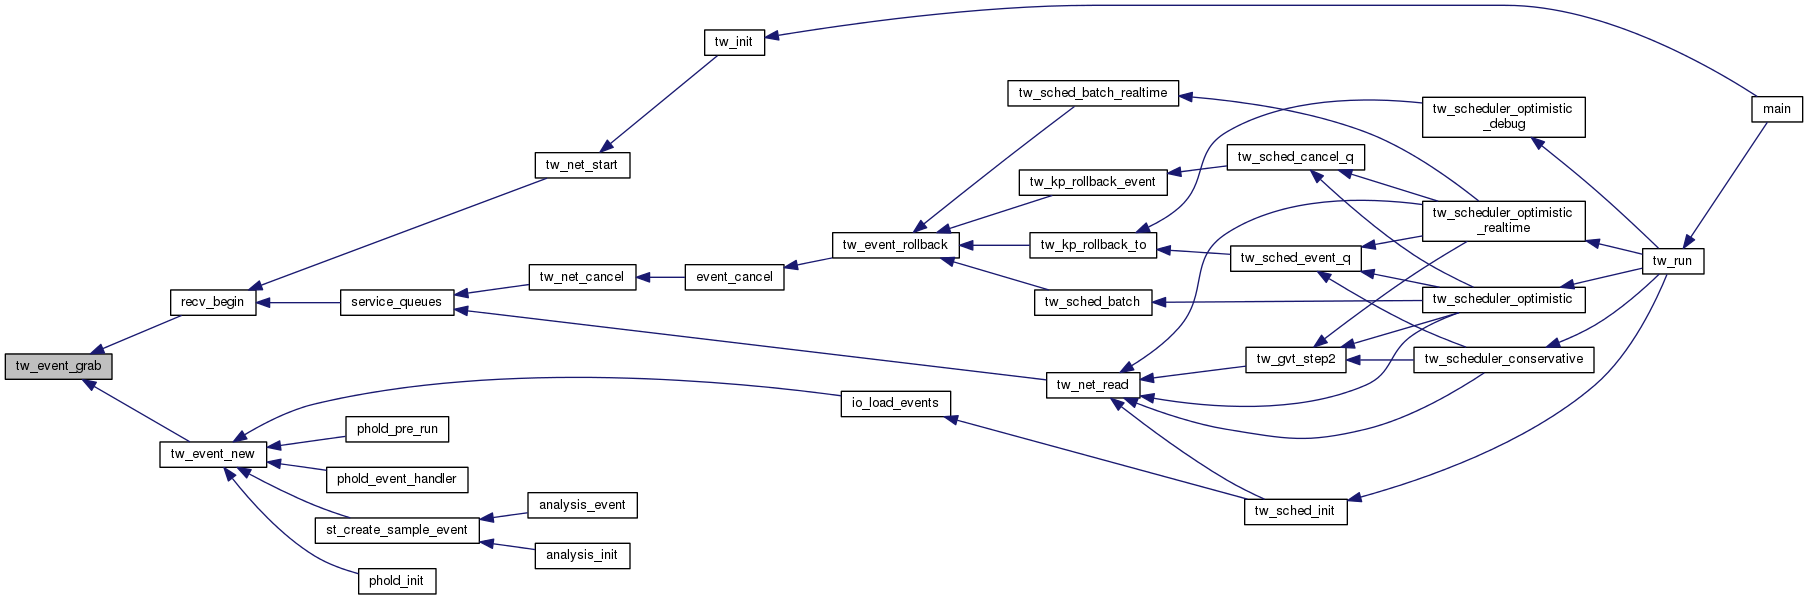 tw_init
tw_sched_batch_realtime
tw_scheduler_optimistic
_debug
main
tw_net_start
tw_sched_cancel_q
tw_kp_rollback_event
tw_scheduler_optimistic
_realtime
tw_event_rollback
tw_kp_rollback_to
tw_sched_event_q
tw_run
tw_net_cancel
event_cancel
recv_begin
service_queues
tw_sched_batch
tw_scheduler_optimistic
tw_event_grab
tw_gvt_step2
tw_scheduler_conservative
tw_net_read
io_load_events
phold_pre_run
tw_event_new
phold_event_handler
analysis_event
tw_sched_init
st_create_sample_event
analysis_init
phold_init